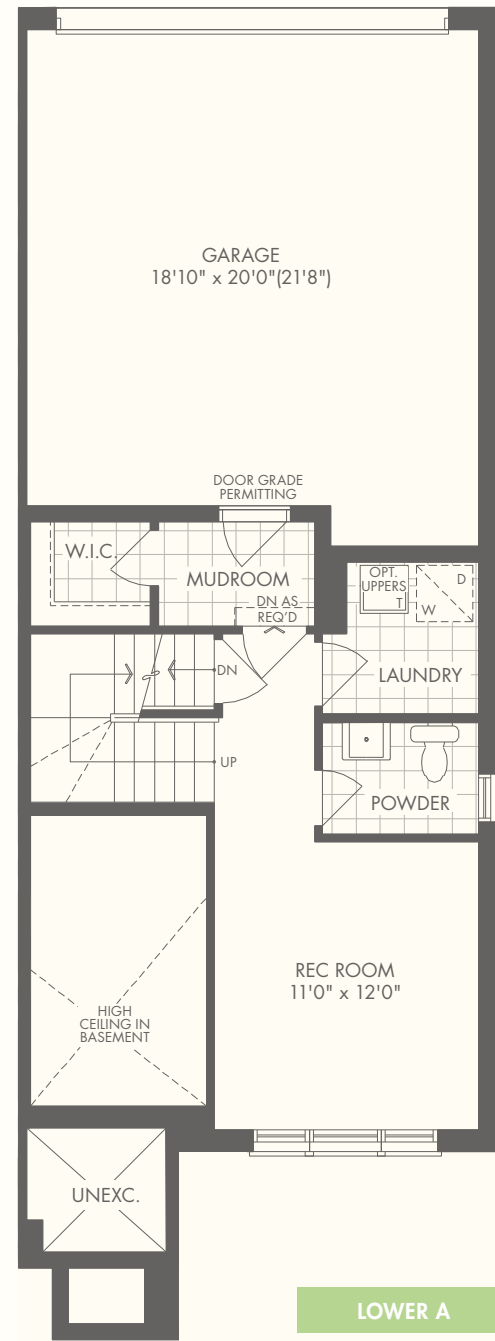 GARAGE
18'10" x 20'0"(21'8")
DOOR GRADE
PERMITTING
W.I.C.
MUDROOM
DN AS
REQ'D
OPT.
UPPERS
T
D
W
LAUNDRY
DN
UP
POWDER
REC ROOM
11'0" x 12'0"
HIGH
CEILING IN
BASEMENT
UNEXC.
LOWER A